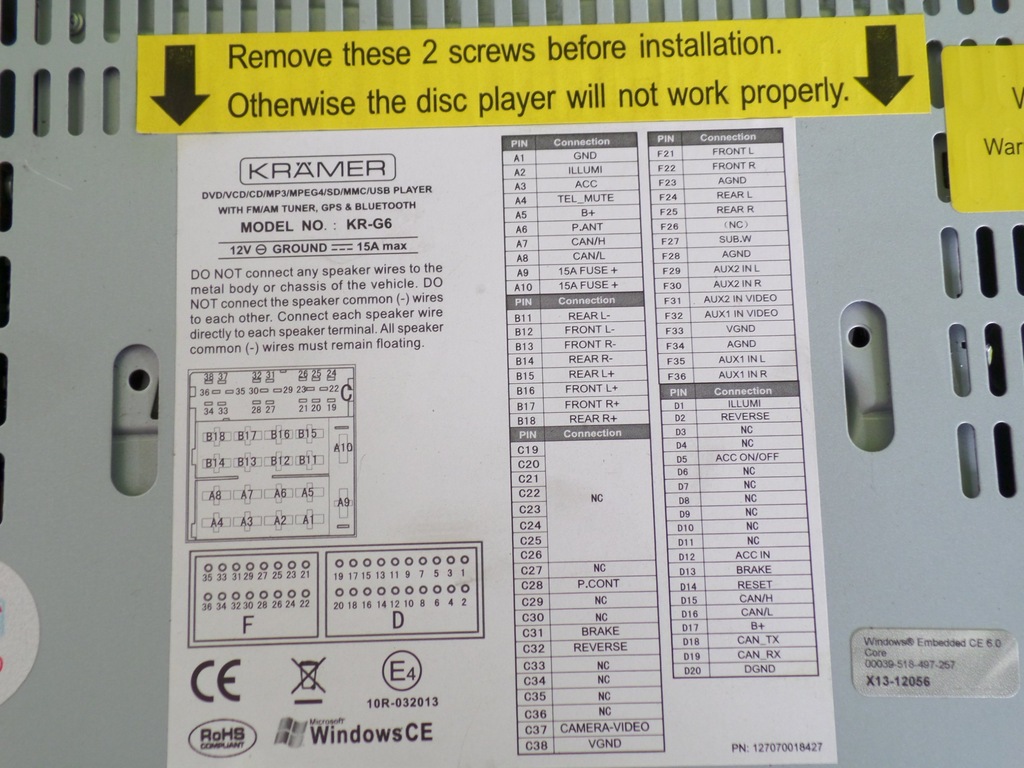 Remove these 2 screws before installation.
Otherwise the disc player will not work properly.
War
KRÄMER
DVD/VCD/CD/MP3/MPEG4/SD/MMC/USB PLAYER
WITH FM/AM TUNER, GPS & BLUETOOTH
MODEL NO. : KR-G6
12V ⊖ GROUND ⎓ 15A max
DO NOT connect any speaker wires to the
metal body or chassis of the vehicle. DO
NOT connect the speaker common (-) wires
to each other. Connect each speaker wire
directly to each speaker terminal. All speaker
common (-) wires must remain floating.
38 37 32 31 26 25 24
36 35 30 29 23 22 C
34 33 28 27 21 20 19
B18 B17 B16 B15
A10
B14 B13 B12 B11
A8 A7 A6 A5
A9
A4 A3 A2 A1
35 33 31 29 27 25 23 21
36 34 32 30 28 26 24 22
F
19 17 15 13 11 9 7 5 3 1
20 18 16 14 12 10 8 6 4 2
D
CE
E4
10R-032013
RoHS
COMPLIANT
Microsoft
Windows CE
PIN Connection
A1 GND
A2 ILLUMI
A3 ACC
A4 TEL_MUTE
A5 B+
A6 P.ANT
A7 CAN/H
A8 CAN/L
A9 15A FUSE +
A10 15A FUSE +
PIN Connection
B11 REAR L-
B12 FRONT L-
B13 FRONT R-
B14 REAR R-
B15 REAR L+
B16 FRONT L+
B17 FRONT R+
B18 REAR R+
PIN Connection
C19
C20
C21
C22 NC
C23
C24
C25
C26
C27 NC
C28 P.CONT
C29 NC
C30 NC
C31 BRAKE
C32 REVERSE
C33 NC
C34 NC
C35 NC
C36 NC
C37 CAMERA-VIDEO
C38 VGND
PIN Connection
F21 FRONT L
F22 FRONT R
F23 AGND
F24 REAR L
F25 REAR R
F26 (NC)
F27 SUB.W
F28 AGND
F29 AUX2 IN L
F30 AUX2 IN R
F31 AUX2 IN VIDEO
F32 AUX1 IN VIDEO
F33 VGND
F34 AGND
F35 AUX1 IN L
F36 AUX1 IN R
PIN Connection
D1 ILLUMI
D2 REVERSE
D3 NC
D4 NC
D5 ACC ON/OFF
D6 NC
D7 NC
D8 NC
D9 NC
D10 NC
D11 NC
D12 ACC IN
D13 BRAKE
D14 RESET
D15 CAN/H
D16 CAN/L
D17 B+
D18 CAN_TX
D19 CAN_RX
D20 DGND
PN: 127070018427
Windows® Embedded CE 6.0
Core
00039-518-497-257
X13-12056